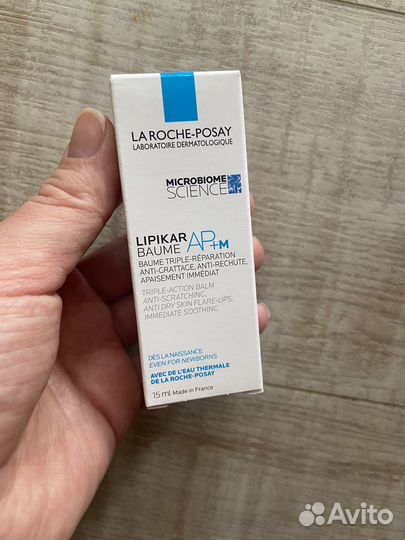 LA ROCHE-POSAY
LABORATOIRE DERMATOLOGIQUE
MICROBIOME
SCIENCE
LIPIKAR
BAUME AP+M
BAUME TRIPLE-RÉPARATION
ANTI-GRATTAGE, ANTI-RECHUTE,
APAISEMENT IMMÉDIAT
TRIPLE-ACTION BALM
ANTI-SCRATCHING,
ANTI DRY SKIN FLARE-UPS,
IMMEDIATE SOOTHING
DÈS LA NAISSANCE
EVEN FOR NEWBORNS
AVEC DE L'EAU THERMALE
DE LA ROCHE-POSAY
15 ml Made in France
Avito